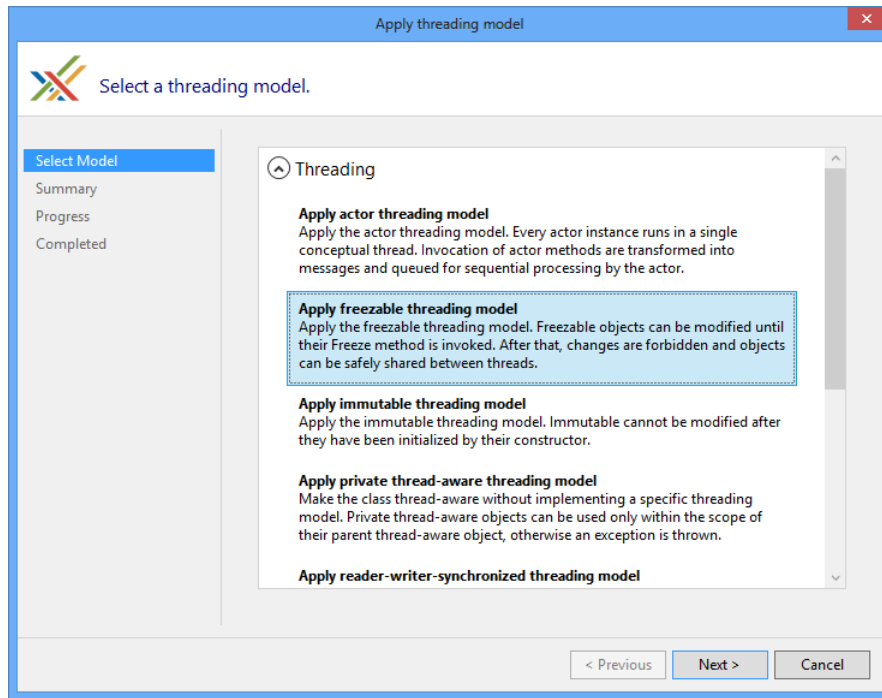 Apply threading model
Select a threading model.
Select Model
Summary
Progress
Completed
Threading
Apply actor threading model
Apply the actor threading model. Every actor instance runs in a single
conceptual thread. Invocation of actor methods are transformed into
messages and queued for sequential processing by the actor.
Apply freezable threading model
Apply the freezable threading model. Freezable objects can be modified until
their Freeze method is invoked. After that, changes are forbidden and objects
can be safely shared between threads.
Apply immutable threading model
Apply the immutable threading model. Immutable cannot be modified after
they have been initialized by their constructor.
Apply private thread-aware threading model
Make the class thread-aware without implementing a specific threading
model. Private thread-aware objects can be used only within the scope of
their parent thread-aware object, otherwise an exception is thrown.
Apply reader-writer-synchronized threading model
< Previous
Next >
Cancel